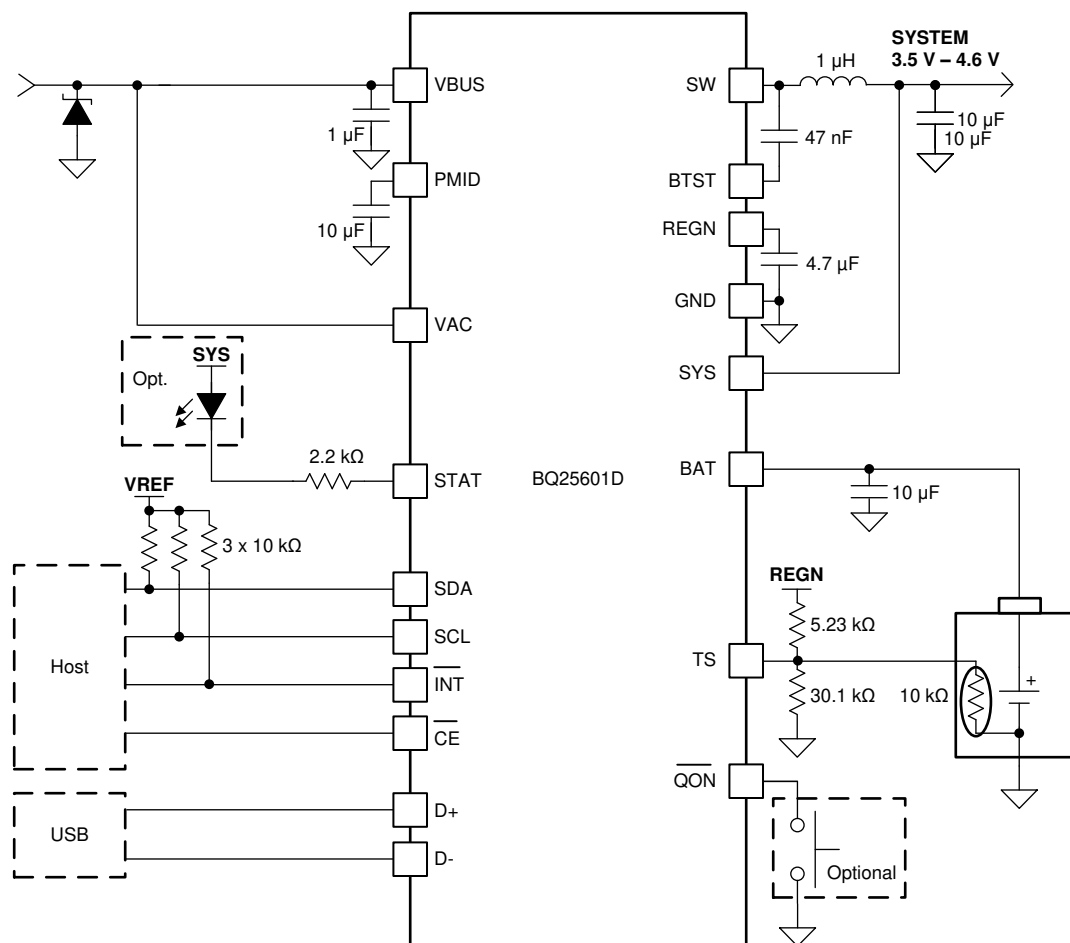 SYSTEM
3.5 V – 4.6 V
VBUS
SW
1 µH
1 µF
10 µF
10 µF
47 nF
PMID
BTST
10 µF
REGN
4.7 µF
GND
VAC
SYS
Opt.
SYS
BAT
2.2 kΩ
STAT
BQ25601D
10 µF
VREF
3 x 10 kΩ
REGN
SDA
5.23 kΩ
SCL
TS
Host
INT
30.1 kΩ
10 kΩ
+
CE
QON
D+
USB
D-
Optional